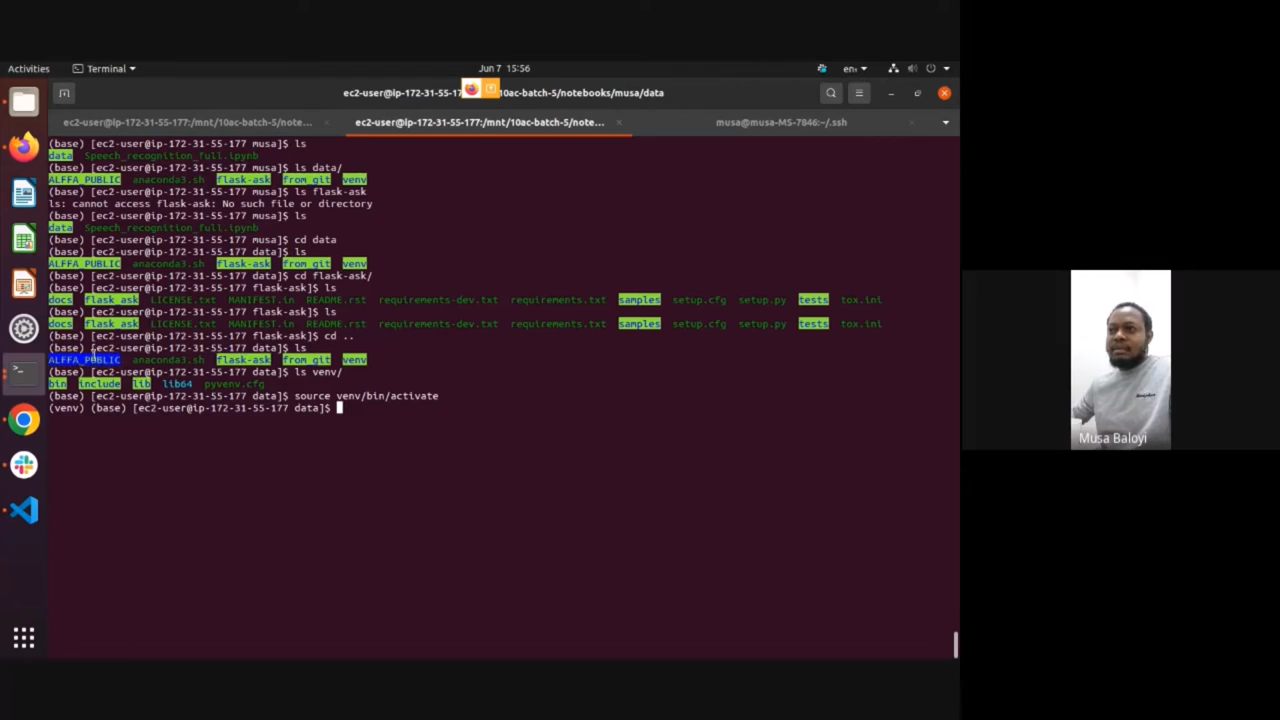 Activities
Terminal
Jun 7 15:56
en₁
ec2-user@ip-172-31-55-17 10ac-batch-5/notebooks/musa/data
ec2-user@ip-172-31-55-177:/mnt/10ac-batch-5/note...
ec2-user@ip-172-31-55-177:/mnt/10ac-batch-5/note...
musa@musa-MS-7846:~/.ssh
(base) [ec2-user@ip-172-31-55-177 musa]$ ls
data Speech_recognition_full.ipynb
(base) [ec2-user@ip-172-31-55-177 musa]$ ls data/
ALFFA_PUBLIC anaconda3.sh flask-ask from_git venv
(base) [ec2-user@ip-172-31-55-177 musa]$ ls flask-ask
ls: cannot access flask-ask: No such file or directory
(base) [ec2-user@ip-172-31-55-177 musa]$ ls
data Speech_recognition_full.ipynb
(base) [ec2-user@ip-172-31-55-177 musa]$ cd data
(base) [ec2-user@ip-172-31-55-177 data]$ ls
ALFFA_PUBLIC anaconda3.sh flask-ask from_git venv
(base) [ec2-user@ip-172-31-55-177 data]$ cd flask-ask/
(base) [ec2-user@ip-172-31-55-177 flask-ask]$ ls
docs flask_ask LICENSE.txt MANIFEST.in README.rst requirements-dev.txt requirements.txt samples setup.cfg setup.py tests tox.ini
(base) [ec2-user@ip-172-31-55-177 flask-ask]$ ls
docs flask_ask LICENSE.txt MANIFEST.in README.rst requirements-dev.txt requirements.txt samples setup.cfg setup.py tests tox.ini
(base) [ec2-user@ip-172-31-55-177 flask-ask]$ cd ..
(base) [ec2-user@ip-172-31-55-177 data]$ ls
ALFFA_PUBLIC anaconda3.sh flask-ask from_git venv
(base) [ec2-user@ip-172-31-55-177 data]$ ls venv/
bin include lib lib64 pyvenv.cfg
(base) [ec2-user@ip-172-31-55-177 data]$ source venv/bin/activate
(venv) (base) [ec2-user@ip-172-31-55-177 data]$
Musa Baloyi